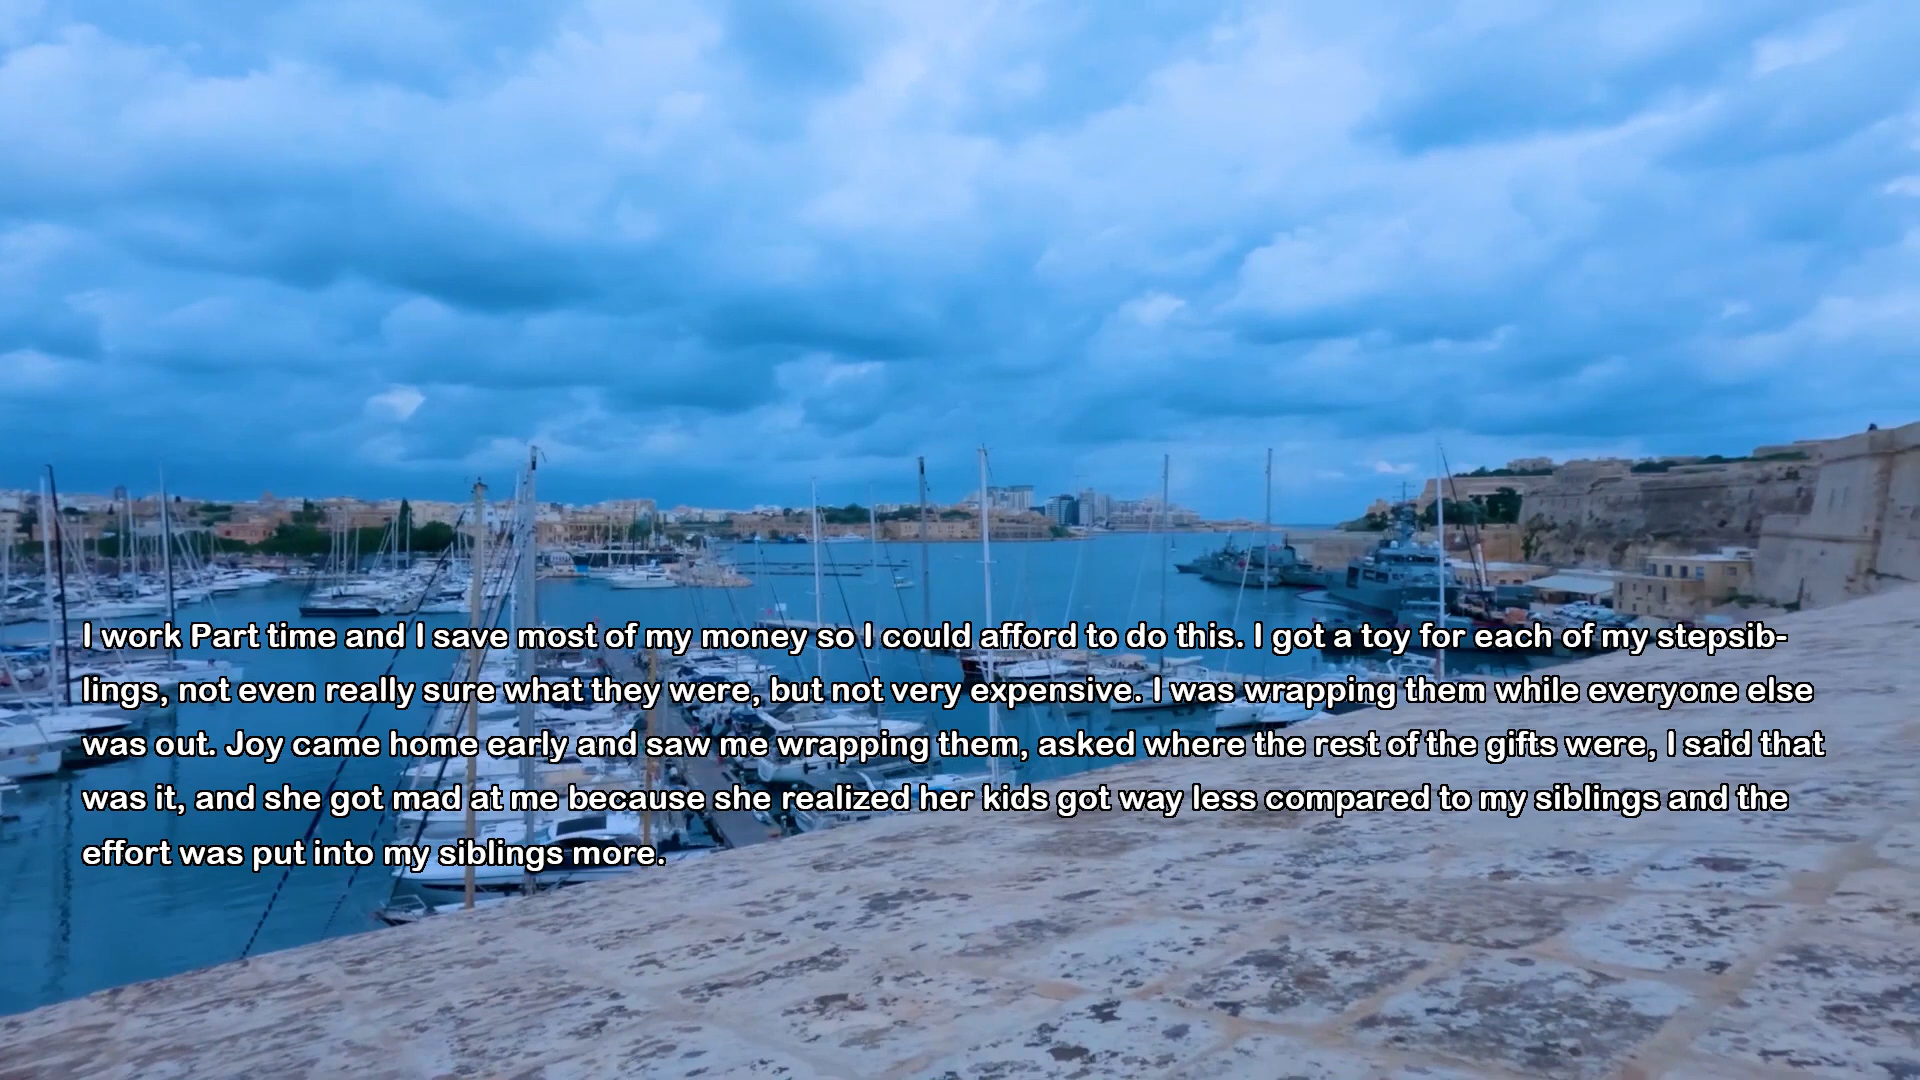 I work Part time and I save most of my money so I could afford to do this. I got a toy for each of my stepsib-
lings, not even really sure what they were, but not very expensive. I was wrapping them while everyone else
was out. Joy came home early and saw me wrapping them, asked where the rest of the gifts were, I said that
was it, and she got mad at me because she realized her kids got way less compared to my siblings and the
effort was put into my siblings more.